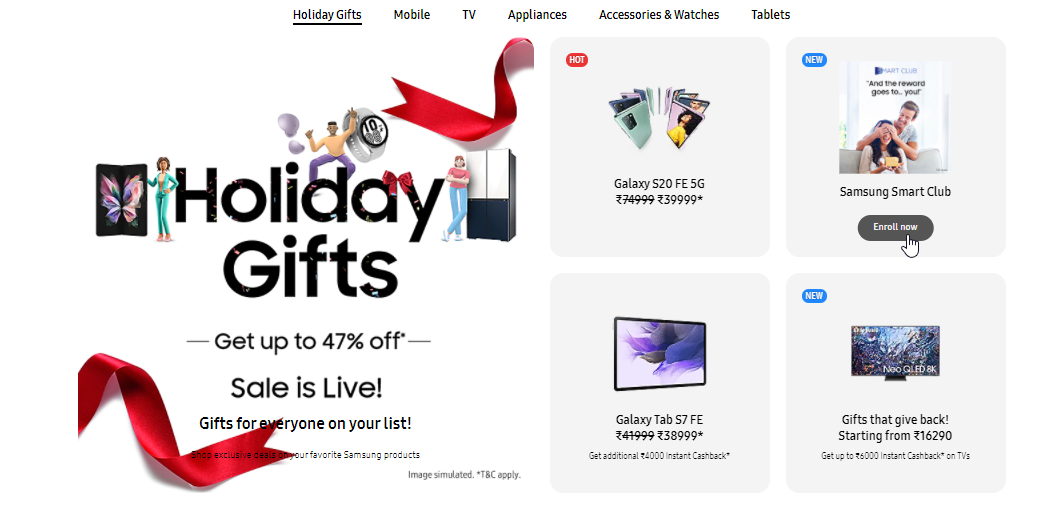 Holiday Gifts
Mobile
TV
Appliances
Accessories & Watches
Tablets
10
Holiday
Gifts
Get up to 47% off*
Sale is Live!
Gifts for everyone on your list!
Shop exclusive deals on your favorite Samsung products
Image simulated. *T&C apply.
HOT
Galaxy S20 FE 5G
₹74999 ₹39999*
NEW
SMART CLUB
"And the reward
goes to... you!"
Samsung Smart Club
Enroll now
Galaxy Tab S7 FE
₹41999 ₹38999*
Get additional ₹4000 Instant Cashback*
NEW
Neo QLED 8K
Gifts that give back!
Starting from ₹16290
Get up to ₹6000 Instant Cashback* on TVs